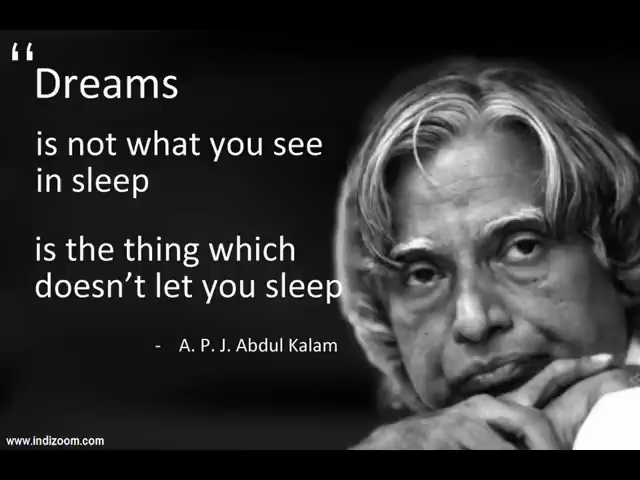 “
Dreams
is not what you see
in sleep
is the thing which
doesn’t let you sleep
- A. P. J. Abdul Kalam
www.indizoom.com